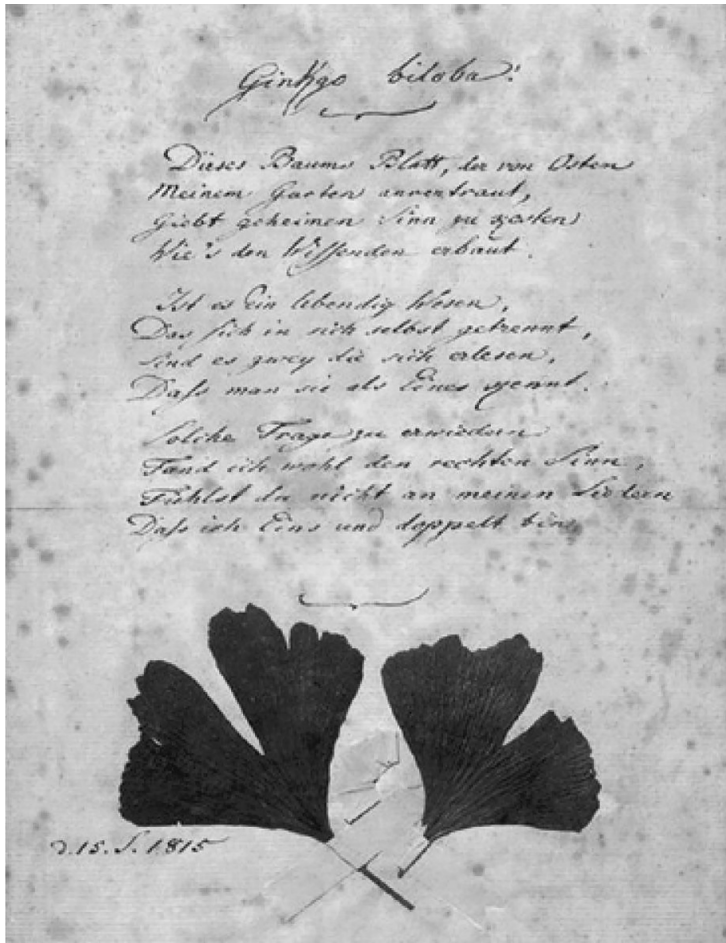 Ginkgo biloba.
Dieses Baums Blatt, der von Osten
Meinem Garten anvertraut,
Giebt geheimen Sinn zu kosten
Wie's den Wissenden erbaut.
Ist es Ein lebendig Wesen,
Das sich in sich selbst getrennt,
Sind es zwey die sich erlesen,
Dass man sie als Eines kennt.
Solche Frage zu erwiedern
Fand ich wohl den rechten Sinn,
Fühlst du nicht an meinen Liedern
Dass ich Eins und doppelt bin
d. 15. S. 1815